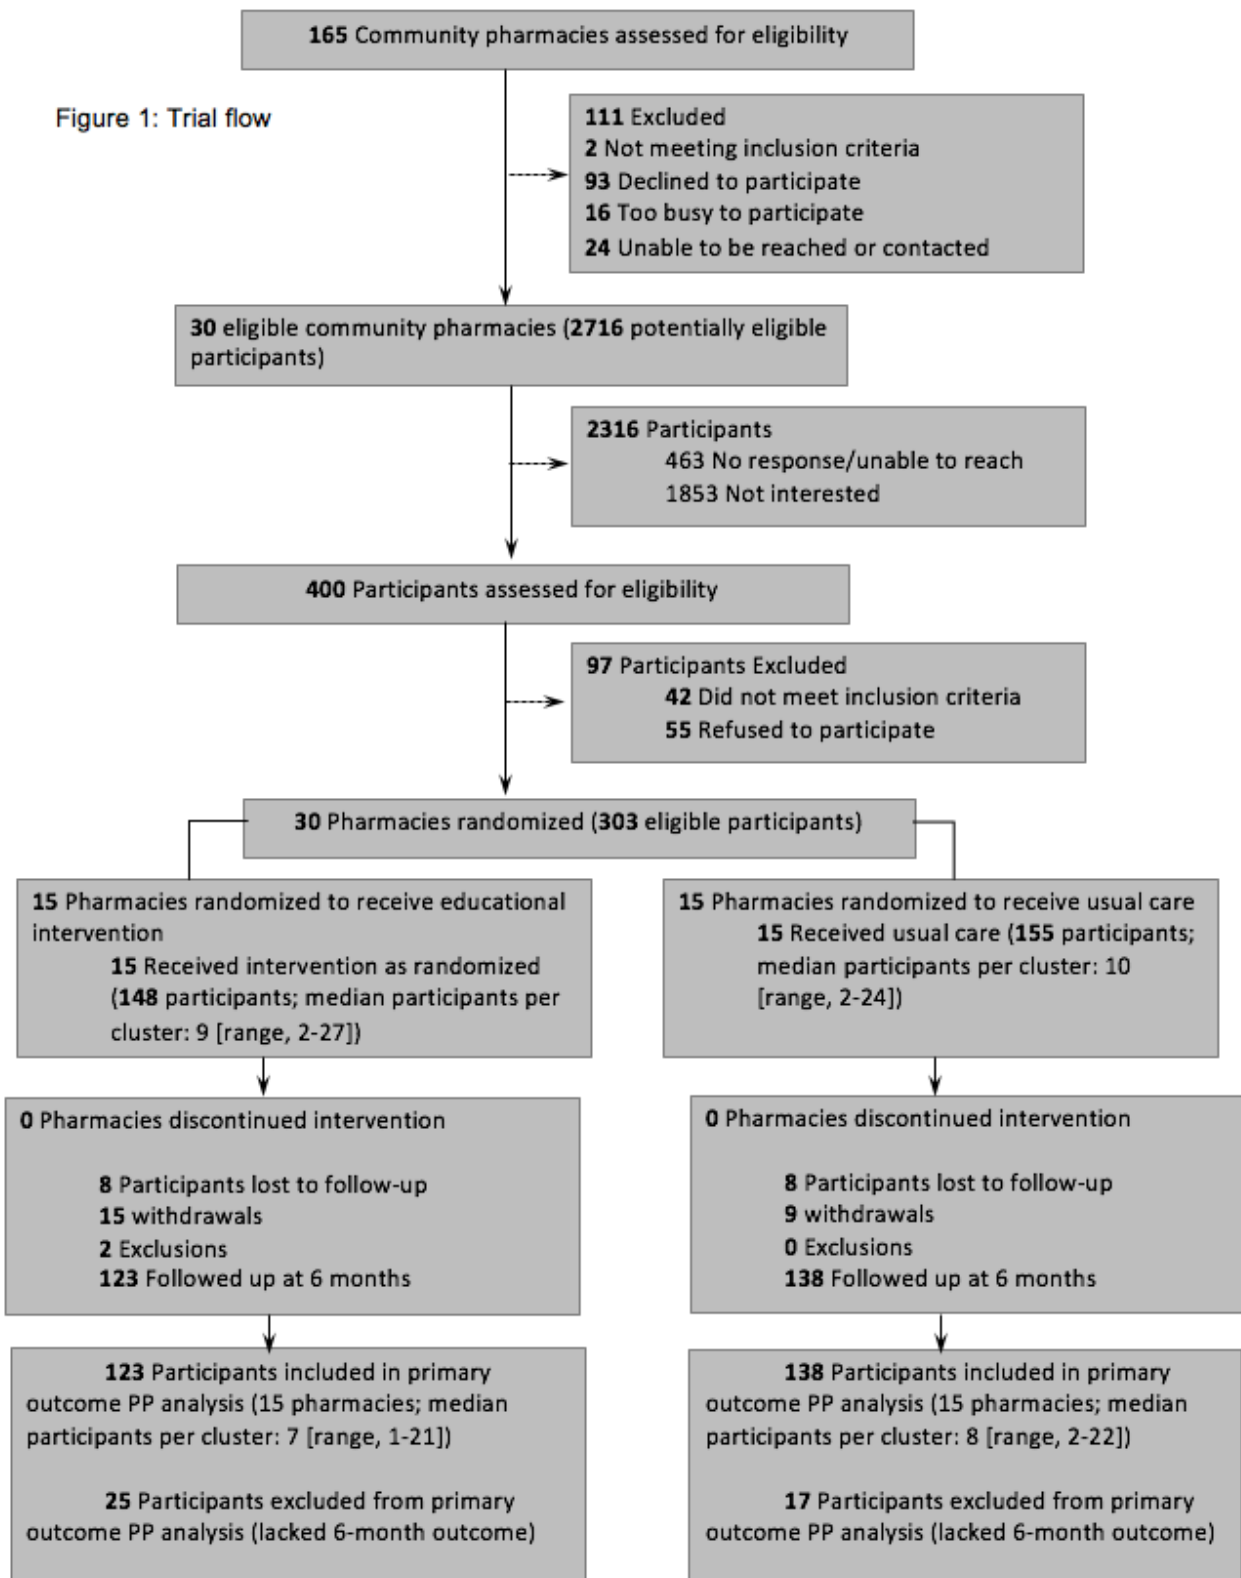 165 Community pharmacies assessed for eligibility
Figure 1: Trial flow
111 Excluded
2 Not meeting inclusion criteria
93 Declined to participate
16 Too busy to participate
24 Unable to be reached or contacted
30 eligible community pharmacies (2716 potentially eligible
participants)
2316 Participants
463 No response/unable to reach
1853 Not interested
400 Participants assessed for eligibility
97 Participants Excluded
42 Did not meet inclusion criteria
55 Refused to participate
30 Pharmacies randomized (303 eligible participants)
15 Pharmacies randomized to receive educational
intervention
15 Received intervention as randomized
(148 participants; median participants per
cluster: 9 [range, 2-27])
15 Pharmacies randomized to receive usual care
15 Received usual care (155 participants;
median participants per cluster: 10
[range, 2-24])
0 Pharmacies discontinued intervention
8 Participants lost to follow-up
15 withdrawals
2 Exclusions
123 Followed up at 6 months
0 Pharmacies discontinued intervention
8 Participants lost to follow-up
9 withdrawals
0 Exclusions
138 Followed up at 6 months
123 Participants included in primary
outcome PP analysis (15 pharmacies; median
participants per cluster: 7 [range, 1-21])
25 Participants excluded from primary
outcome PP analysis (lacked 6-month outcome)
138 Participants included in primary
outcome PP analysis (15 pharmacies; median
participants per cluster: 8 [range, 2-22])
17 Participants excluded from primary
outcome PP analysis (lacked 6-month outcome)